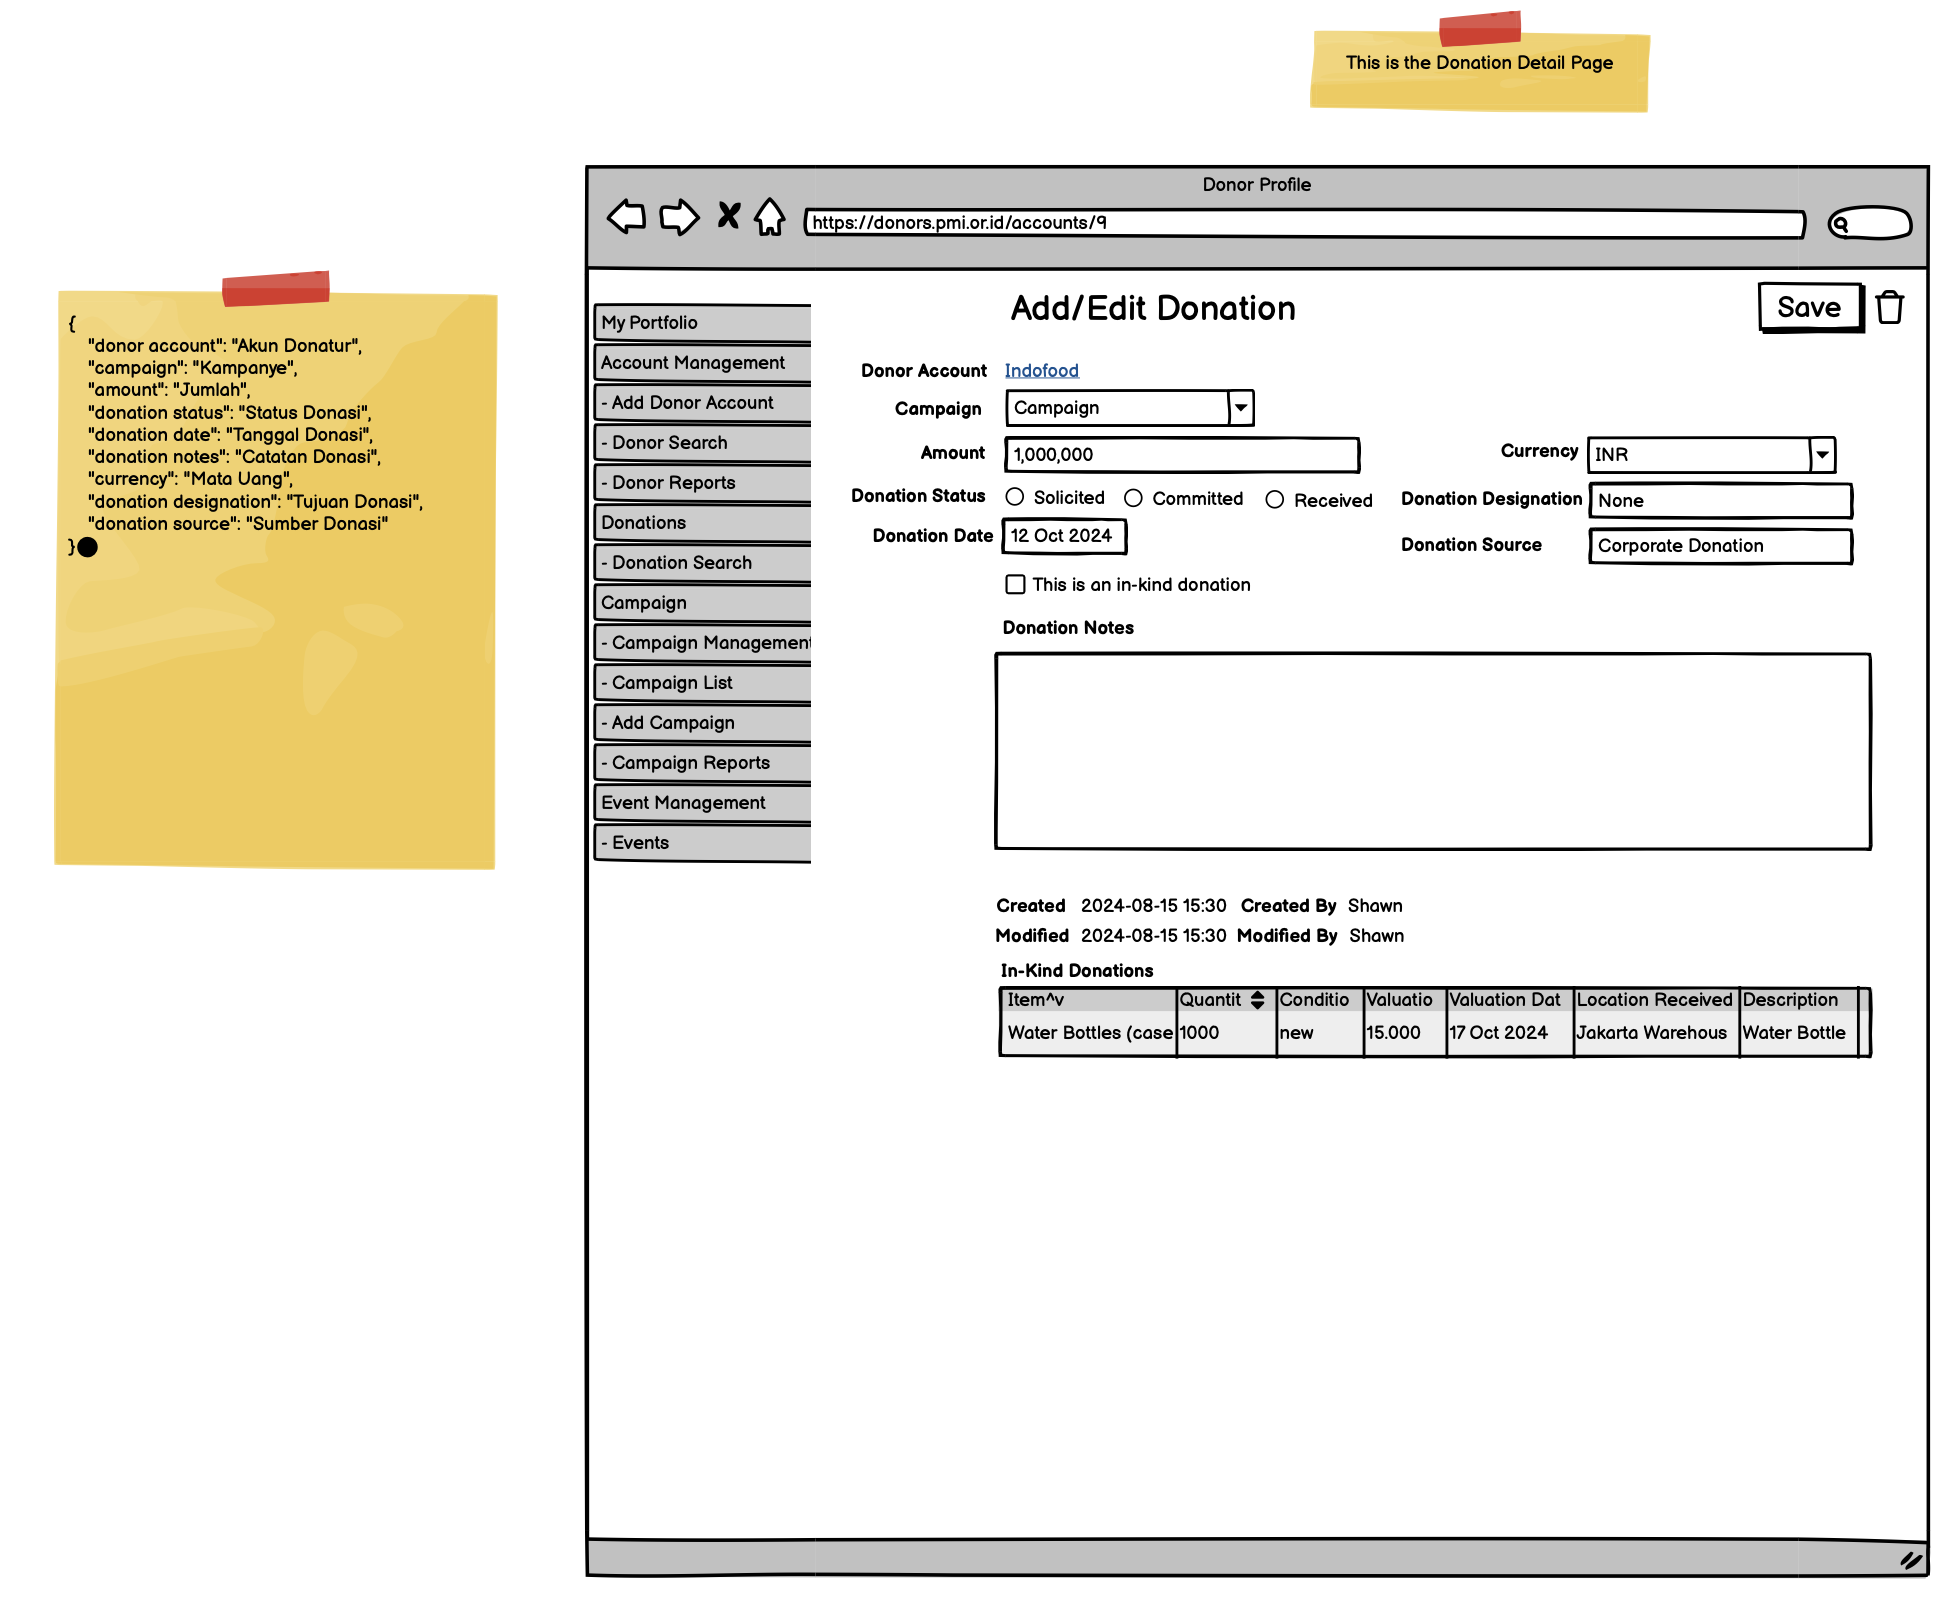 This is the Donation Detail Page
Donor Profile
https://donors.pmi.or.id/accounts/9
{
"donor account": "Akun Donatur",
"campaign": "Kampanye",
"amount": "Jumlah",
"donation status": "Status Donasi",
"donation date": "Tanggal Donasi",
"donation notes": "Catatan Donasi",
"currency": "Mata Uang",
"donation designation": "Tujuan Donasi",
"donation source": "Sumber Donasi"
}
My Portfolio
Account Management
- Add Donor Account
- Donor Search
- Donor Reports
Donations
- Donation Search
Campaign
- Campaign Management
- Campaign List
- Add Campaign
- Campaign Reports
Event Management
- Events
Add/Edit Donation
Save
Donor Account Indofood
Campaign Campaign
Amount 1,000,000 Currency INR
Donation Status Solicited Committed Received Donation Designation None
Donation Date 12 Oct 2024 Donation Source Corporate Donation
This is an in-kind donation
Donation Notes
Created 2024-08-15 15:30 Created By Shawn
Modified 2024-08-15 15:30 Modified By Shawn
In-Kind Donations
Item^v Quantit Conditio Valuatio Valuation Dat Location Received Description
Water Bottles (case 1000 new 15.000 17 Oct 2024 Jakarta Warehous Water Bottle